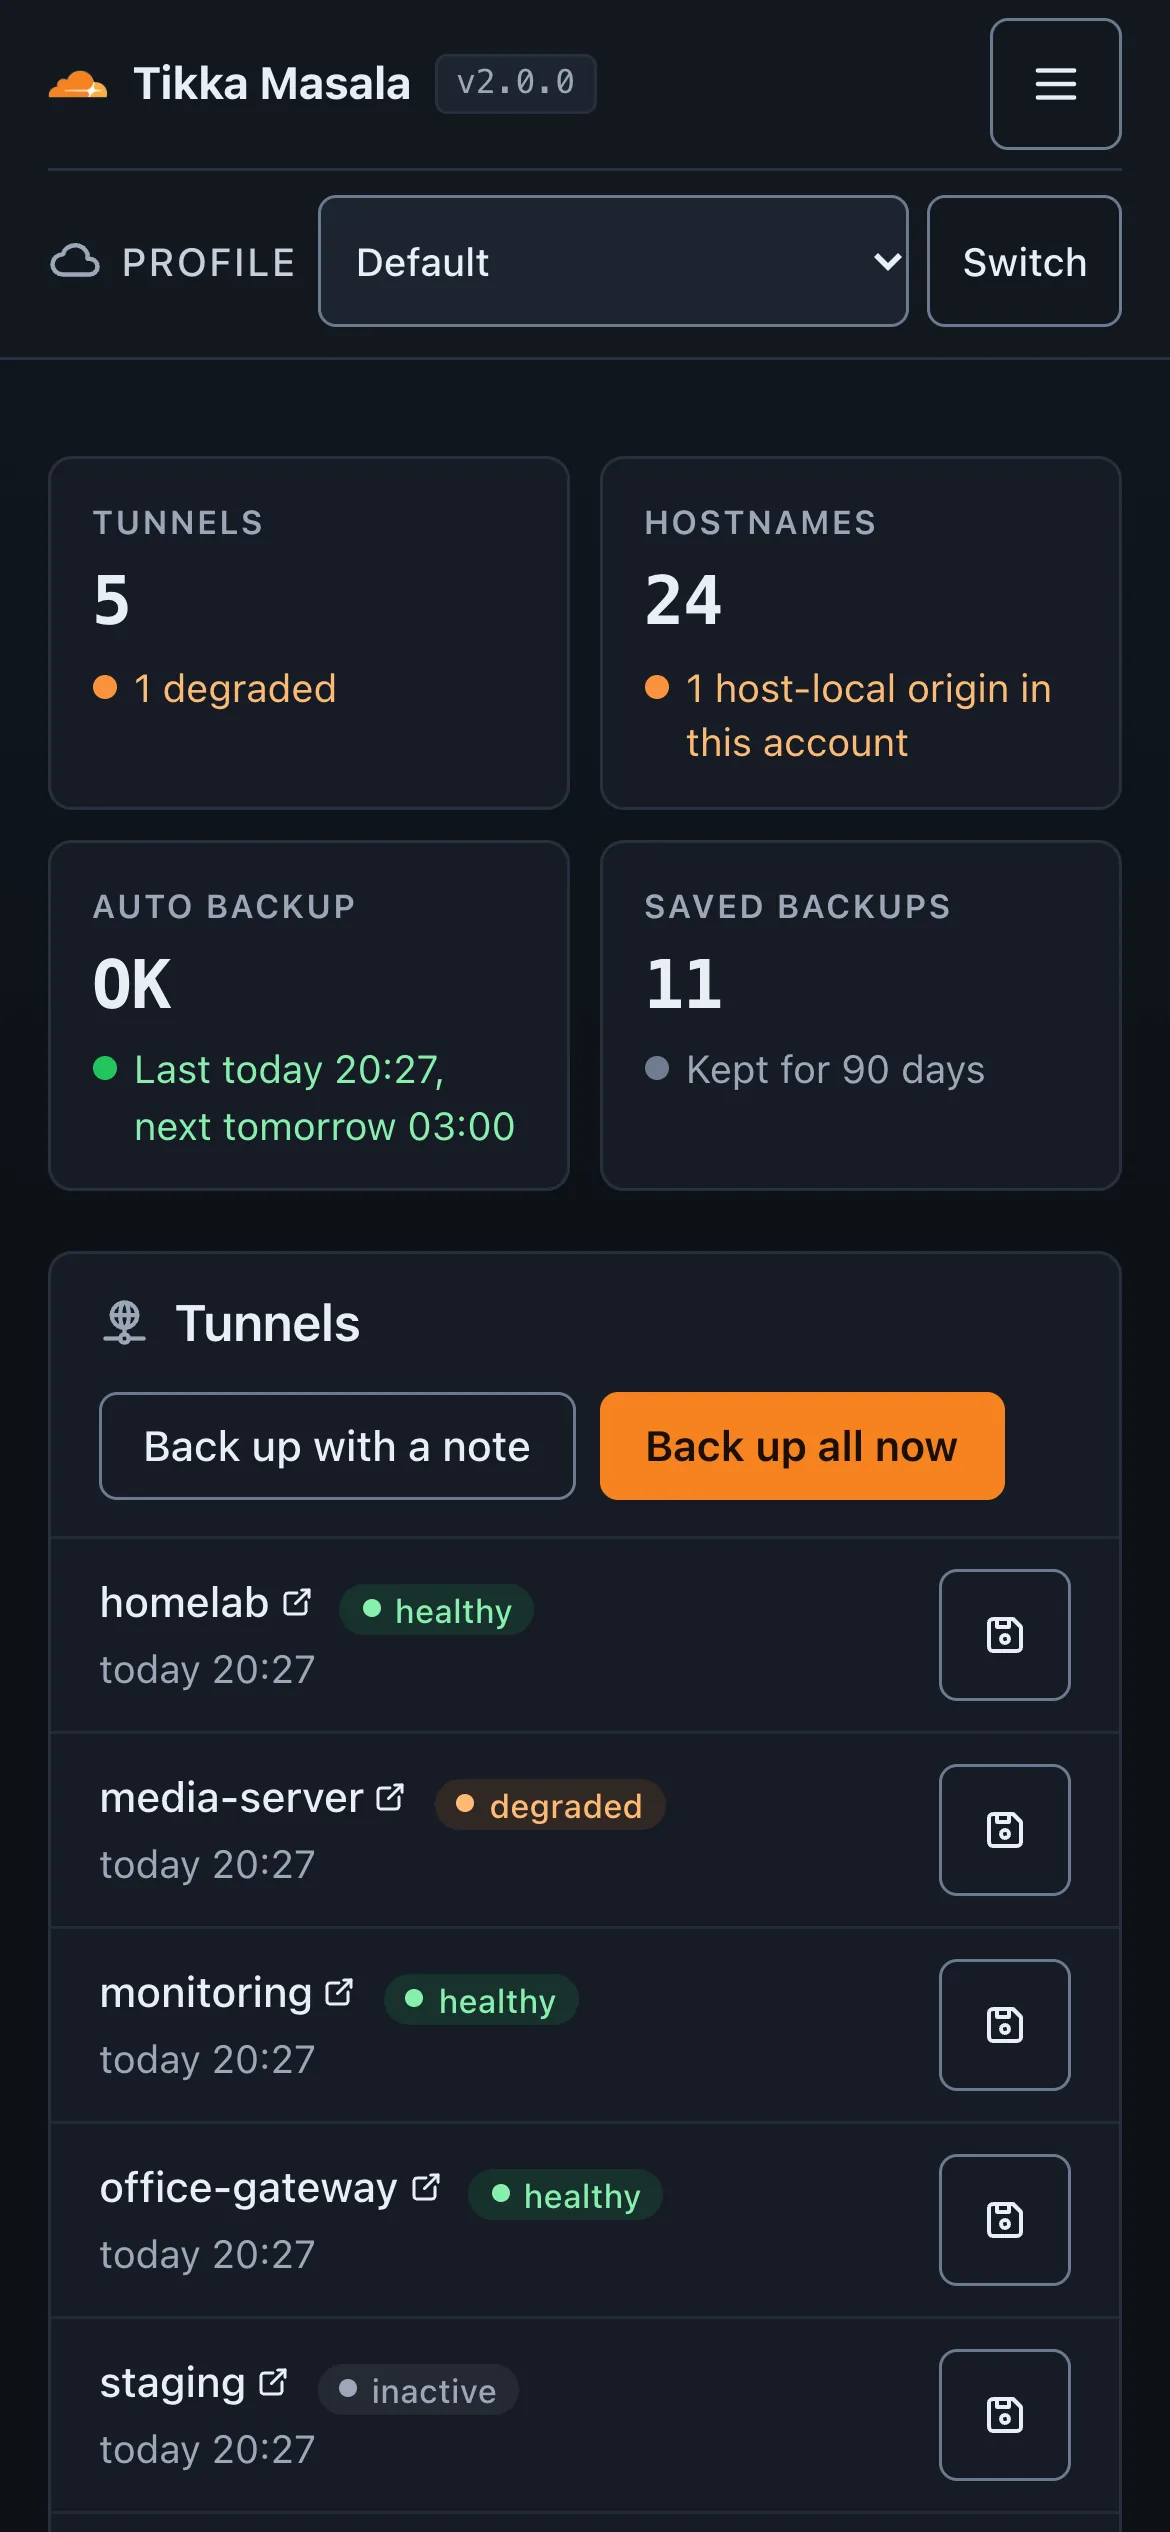 Tikka Masala v2.0.0
PROFILE Default Switch
TUNNELS
5
1 degraded
HOSTNAMES
24
1 host-local origin in
this account
AUTO BACKUP
OK
Last today 20:27,
next tomorrow 03:00
SAVED BACKUPS
11
Kept for 90 days
Tunnels
Back up with a note Back up all now
homelab healthy
today 20:27
media-server degraded
today 20:27
monitoring healthy
today 20:27
office-gateway healthy
today 20:27
staging inactive
today 20:27